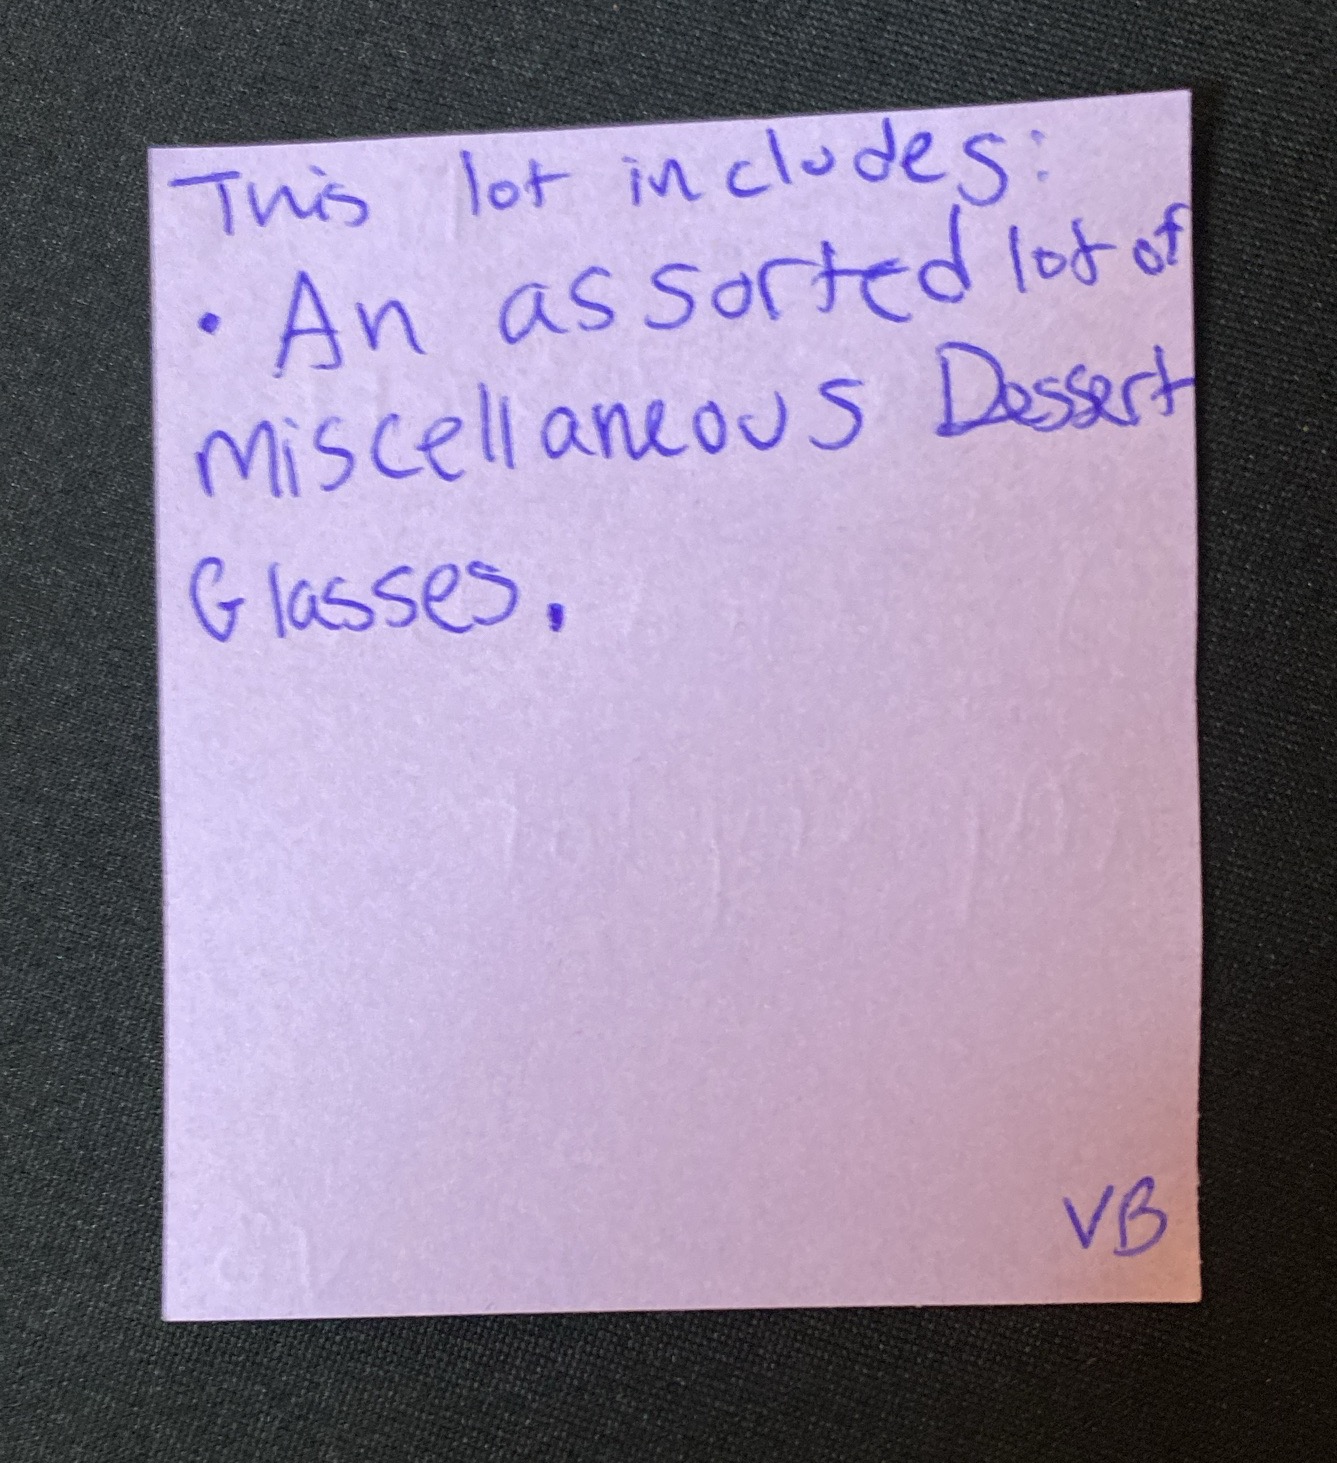 This lot includes:
• An assorted lot of
Miscellaneous Dessert
Glasses.
VB